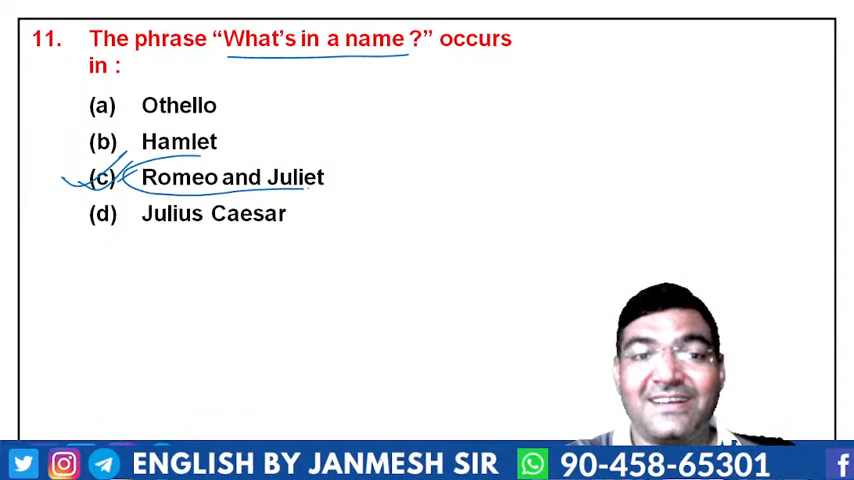 11. The phrase “What’s in a name ?” occurs
in :
(a) Othello
(b) Hamlet
(c) Romeo and Juliet
(d) Julius Caesar
ENGLISH BY JANMESH SIR 90-458-65301